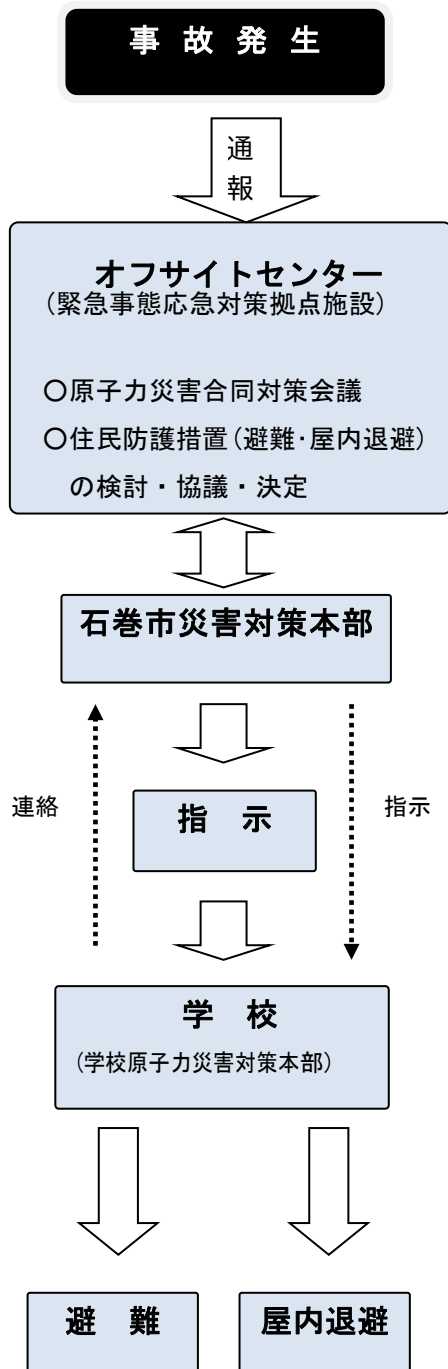 事 故 発 生
通
報
オフサイトセンター
（緊急事態応急対策拠点施設）
○原子力災害合同対策会議
○住民防護措置（避難・屋内退避）
の検討・協議・決定
石巻市災害対策本部
連絡
指 示
指示
学 校
（学校原子力災害対策本部）
避 難
屋内退避